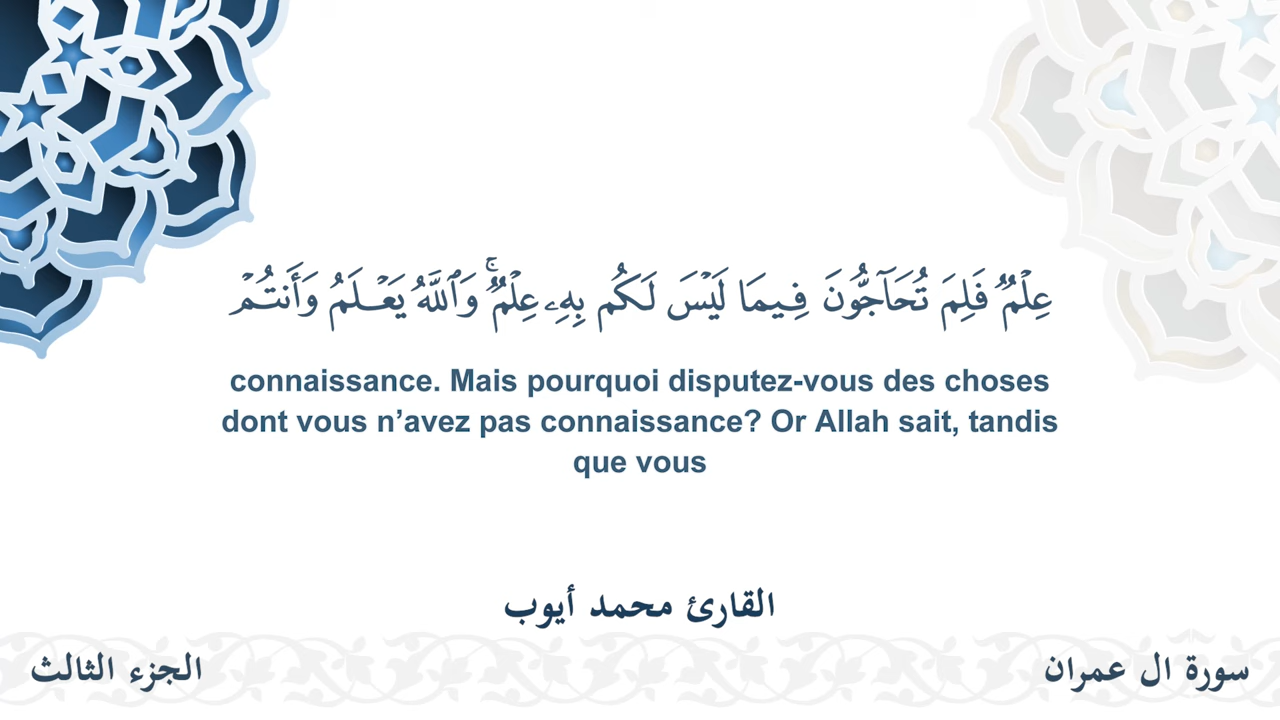 عِلْمٌ فَلِمَ تُحَآجُّونَ فِيمَا لَيْسَ لَكُم بِهِۦ عِلْمٌ ۚ وَٱللَّهُ يَعْلَمُ وَأَنتُمْ
connaissance. Mais pourquoi disputez-vous des choses
dont vous n’avez pas connaissance? Or Allah sait, tandis
que vous
القارئ محمد أيوب
سورة ال عمران
الجزء الثالث